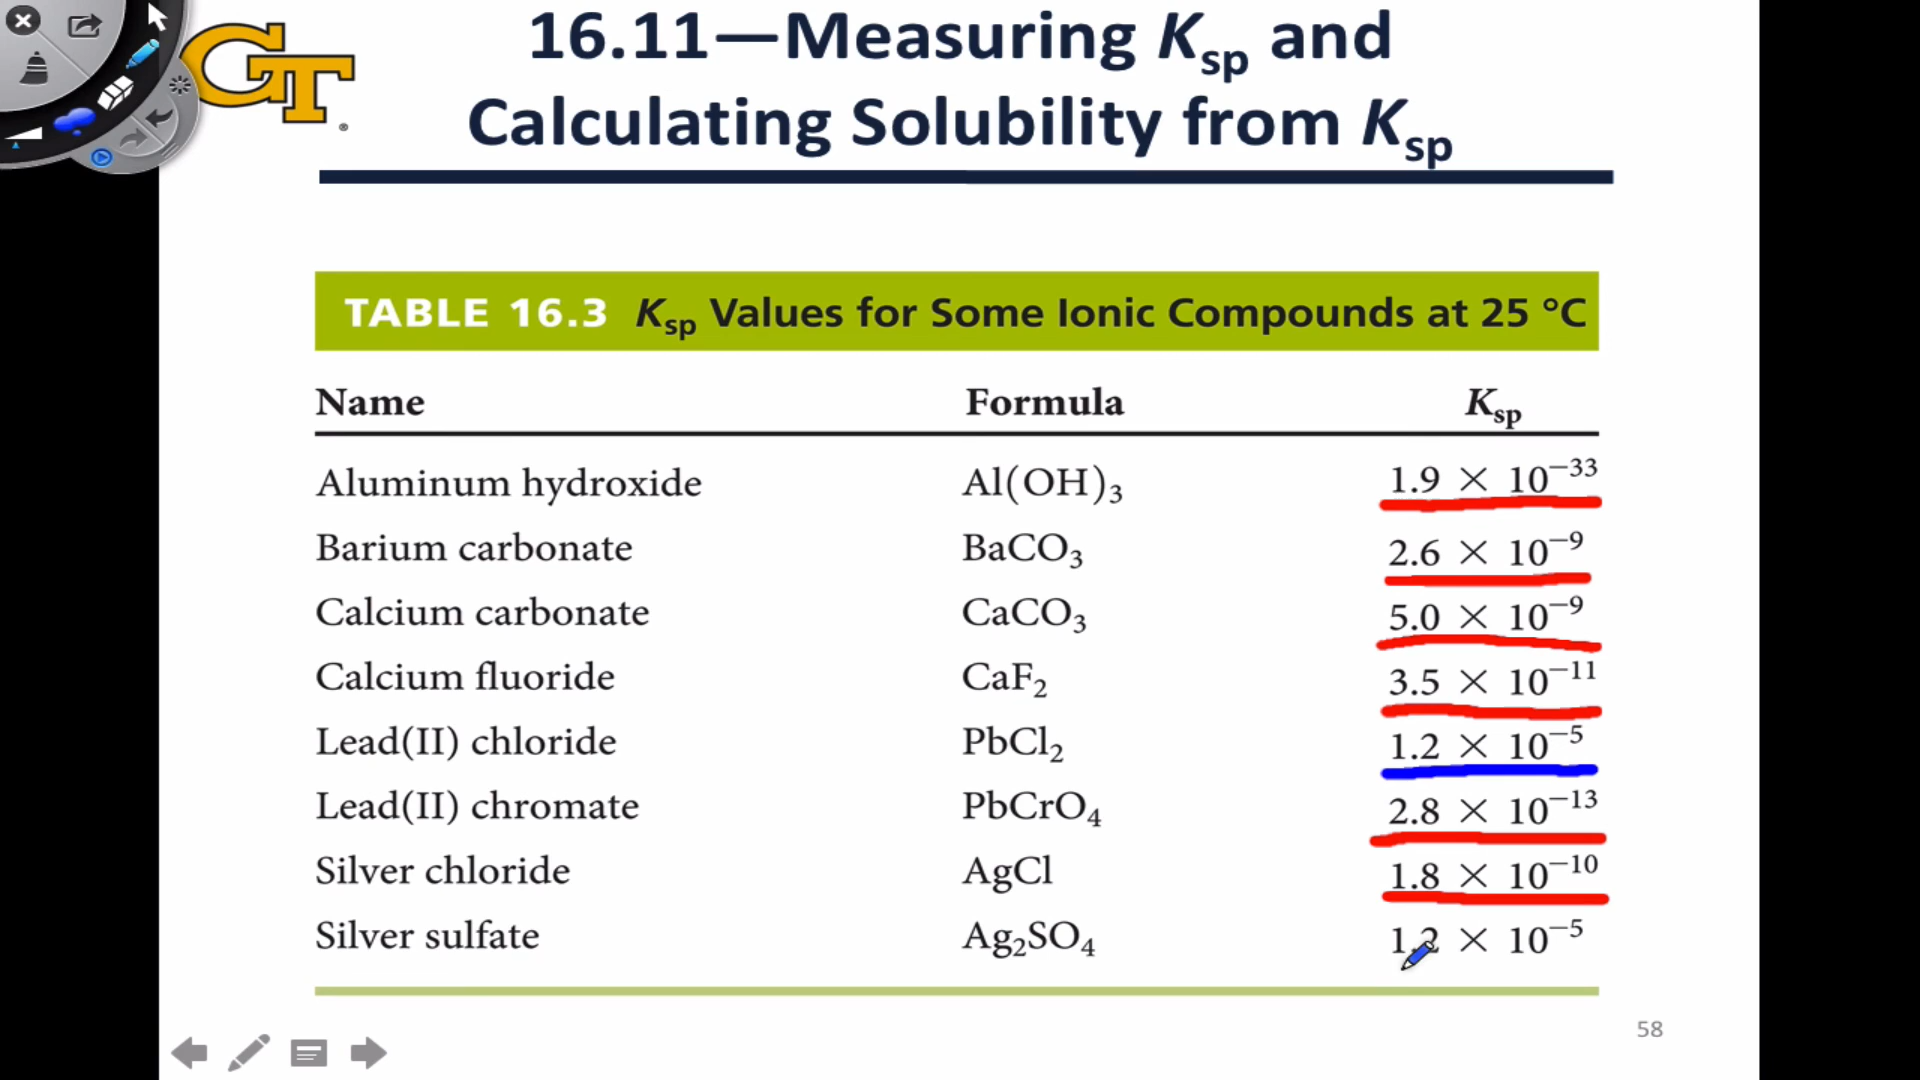 GT ®
16.11—Measuring Ksp and
Calculating Solubility from Ksp
TABLE 16.3 Ksp Values for Some Ionic Compounds at 25 °C
Name Formula Ksp
Aluminum hydroxide Al(OH)₃ 1.9 × 10⁻³³
Barium carbonate BaCO₃ 2.6 × 10⁻⁹
Calcium carbonate CaCO₃ 5.0 × 10⁻⁹
Calcium fluoride CaF₂ 3.5 × 10⁻¹¹
Lead(II) chloride PbCl₂ 1.2 × 10⁻⁵
Lead(II) chromate PbCrO₄ 2.8 × 10⁻¹³
Silver chloride AgCl 1.8 × 10⁻¹⁰
Silver sulfate Ag₂SO₄ 1.2 × 10⁻⁵
58